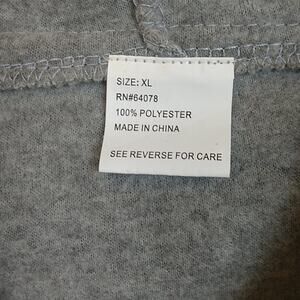 SIZE: XL
RN#64078
100% POLYESTER
MADE IN CHINA
SEE REVERSE FOR CARE